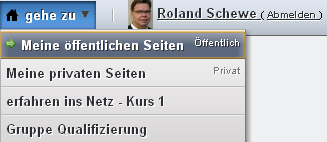 gehe zu Roland Schewe ( Abmelden )
Meine öffentlichen Seiten Öffentlich
Meine privaten Seiten Privat
erfahren ins Netz - Kurs 1
Gruppe Qualifizierung